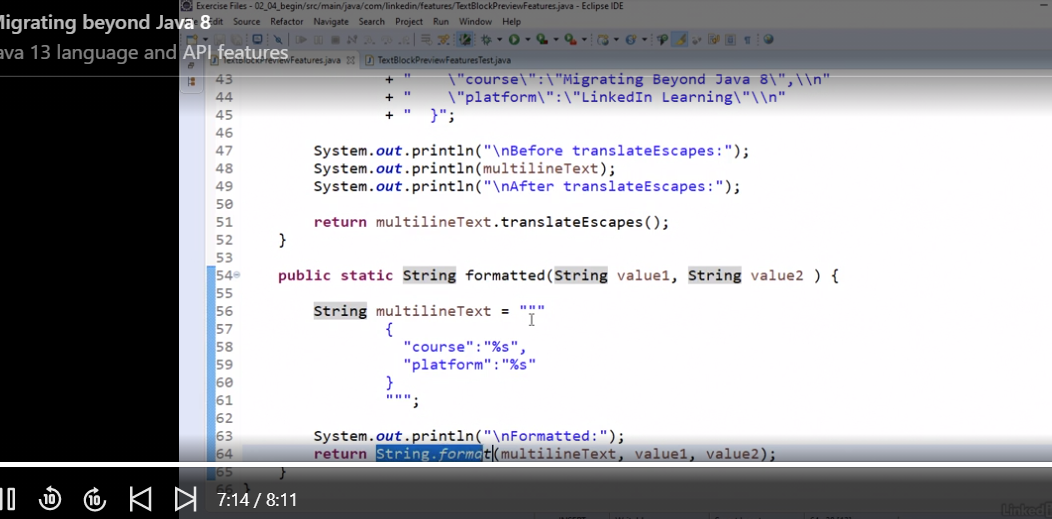 Migrating beyond Java 8
ava 13 language and API features
Exercise Files - 02_04_begin/src/main/java/com/linkedin/features/TextBlockPreviewFeatures.java - Eclipse IDE
Edit Source Refactor Navigate Search Project Run Window Help
TextBlockPreviewFeatures.java TextBlockPreviewFeaturesTest.java
43 + " \"course\":\"Migrating Beyond Java 8\",\\n"
44 + " \"platform\":\"LinkedIn Learning\"\\n"
45 + " }";
46
47 System.out.println("\nBefore translateEscapes:");
48 System.out.println(multilineText);
49 System.out.println("\nAfter translateEscapes:");
50
51 return multilineText.translateEscapes();
52 }
53
54 public static String formatted(String value1, String value2 ) {
55
56 String multilineText = """
57 {
58 "course":"%s",
59 "platform":"%s"
60 }
61 """;
62
63 System.out.println("\nFormatted:");
64 return String.format(multilineText, value1, value2);
65 }
66 }
10 10 7:14 / 8:11